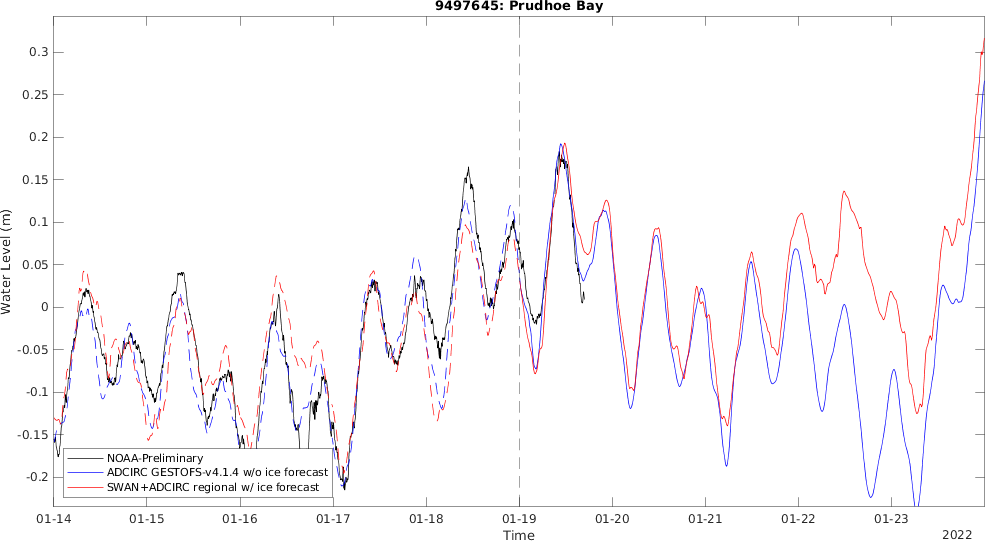 9497645: Prudhoe Bay
0.3
0.25
0.2
0.15
0.1
0.05
0
-0.05
-0.1
-0.15
-0.2
Water Level (m)
NOAA-Preliminary
ADCIRC GESTOFS-v4.1.4 w/o ice forecast
SWAN+ADCIRC regional w/ ice forecast
01-14 01-15 01-16 01-17 01-18 01-19 01-20 01-21 01-22 01-23
Time
2022